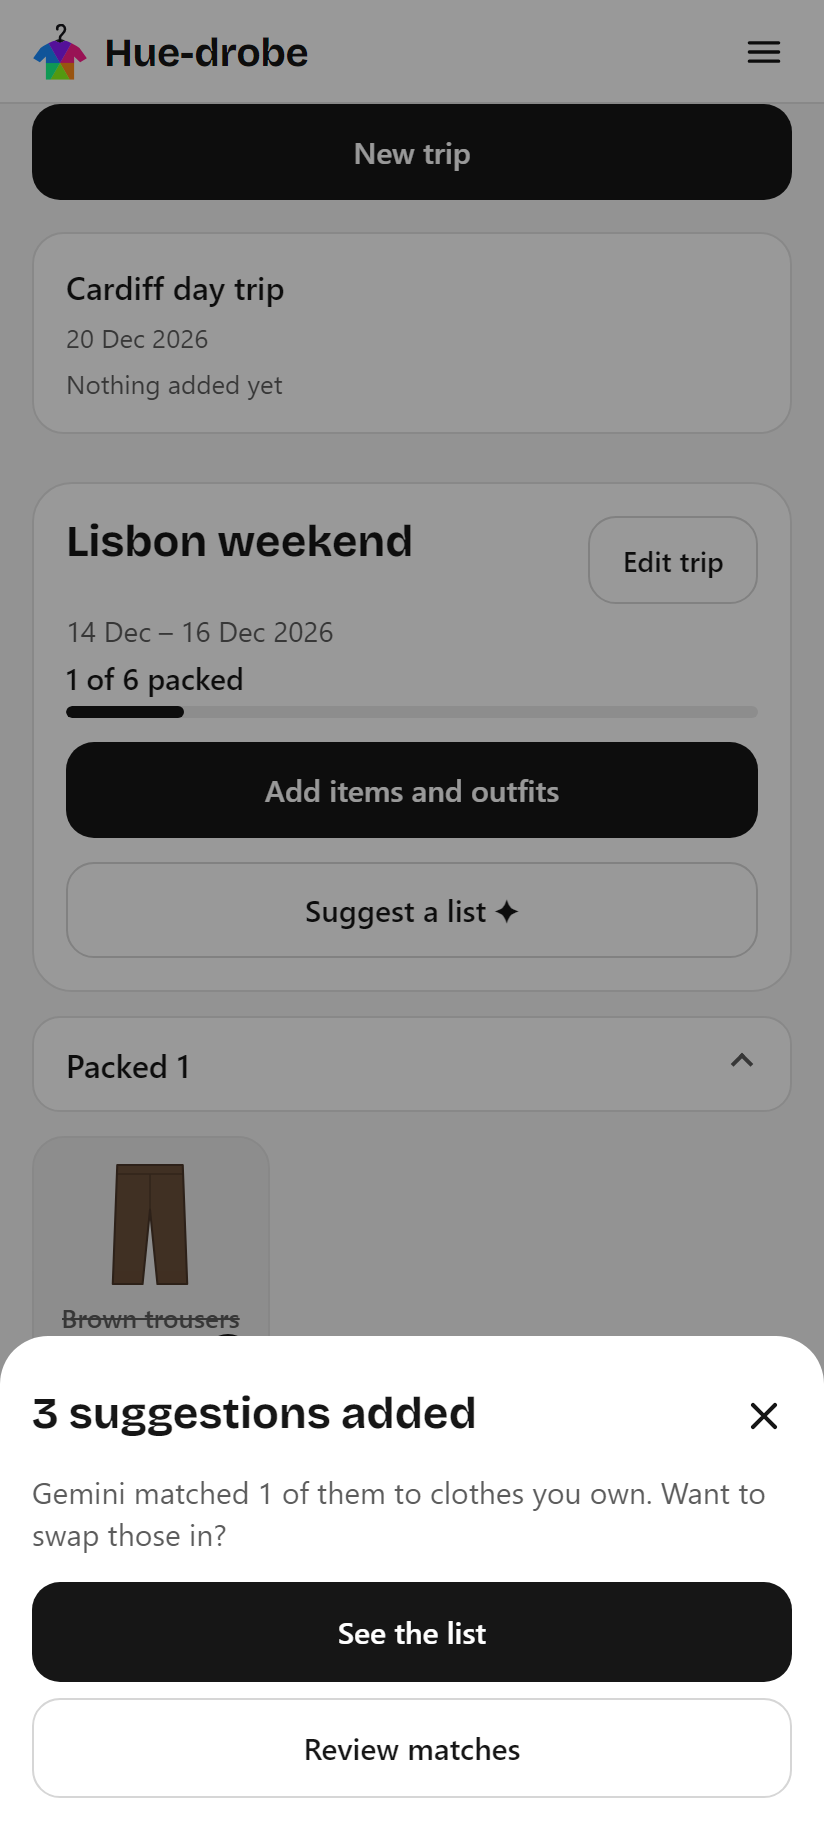 Hue-drobe
New trip
Cardiff day trip
20 Dec 2026
Nothing added yet
Lisbon weekend
Edit trip
14 Dec – 16 Dec 2026
1 of 6 packed
Add items and outfits
Suggest a list ✦
Packed 1
Brown trousers
3 suggestions added
Gemini matched 1 of them to clothes you own. Want to
swap those in?
See the list
Review matches